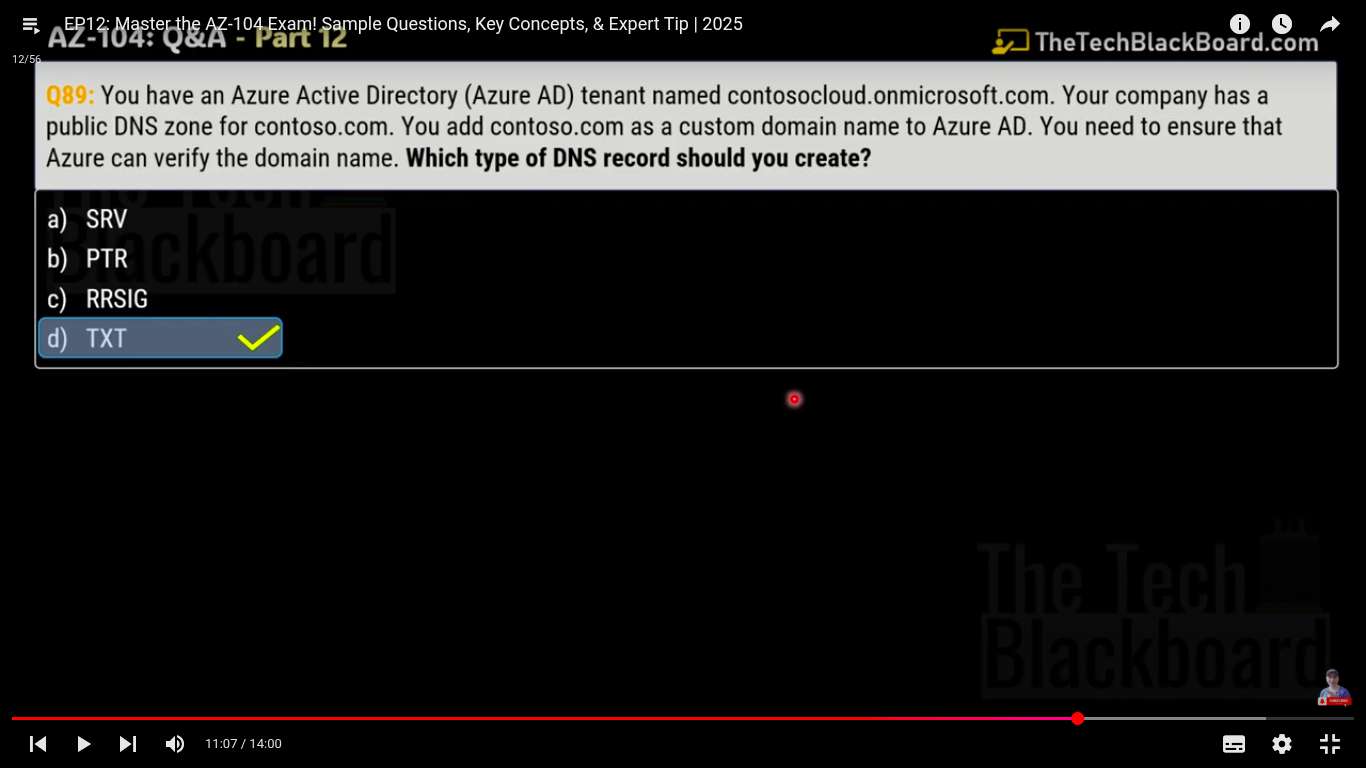 EP12: Master the AZ-104 Exam! Sample Questions, Key Concepts, & Expert Tip | 2025
AZ-104: Q&A - Part 12
TheTechBlackBoard.com
12/56
Q89: You have an Azure Active Directory (Azure AD) tenant named contosocloud.onmicrosoft.com. Your company has a
public DNS zone for contoso.com. You add contoso.com as a custom domain name to Azure AD. You need to ensure that
Azure can verify the domain name. Which type of DNS record should you create?
The Tech
Blackboard
a) SRV
b) PTR
c) RRSIG
d) TXT
The Tech
Blackboard
11:07 / 14:00